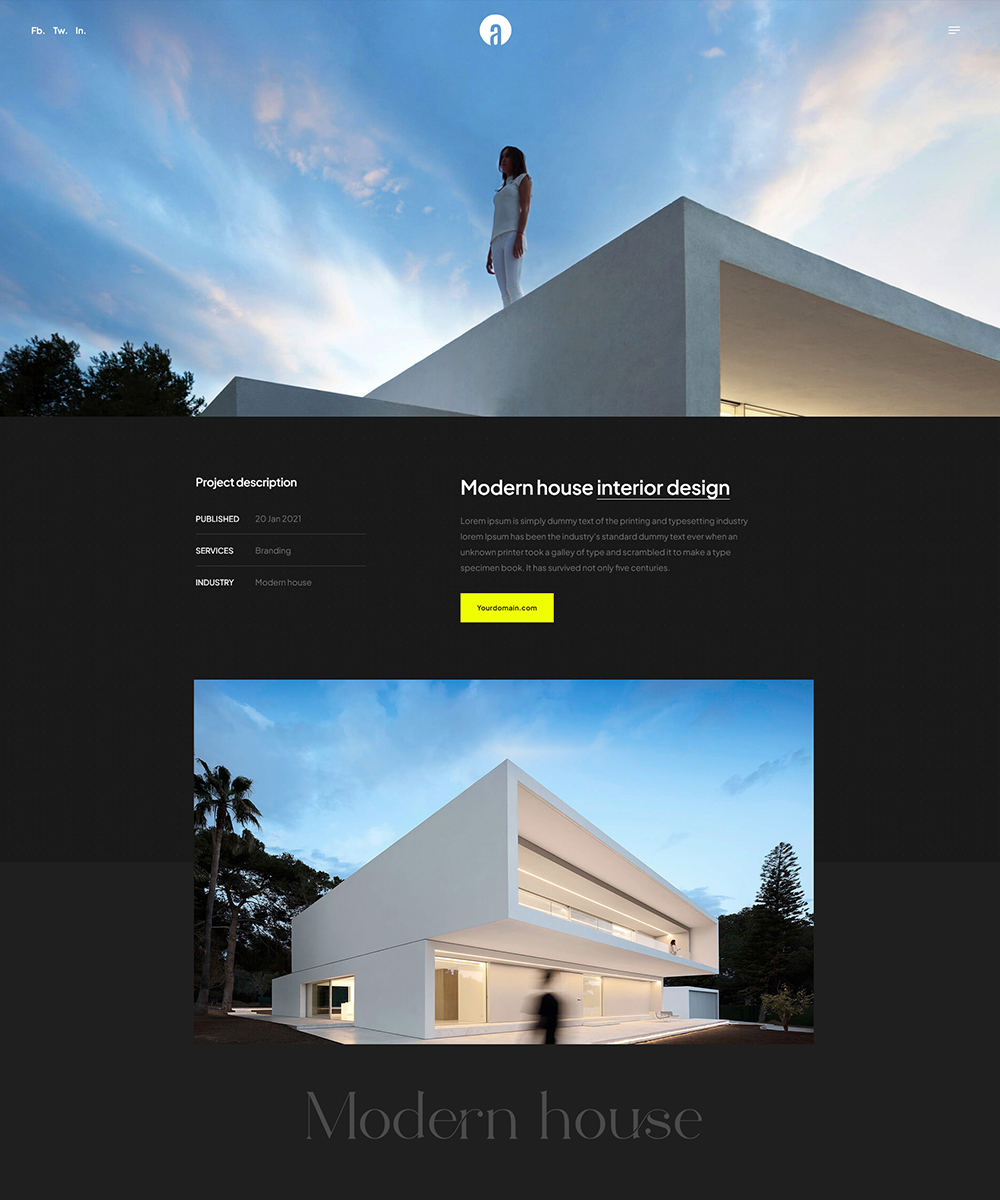 Fb. Tw. In.
a
Project description
PUBLISHED 20 Jan 2021
SERVICES Branding
INDUSTRY Modern house
Modern house interior design
Lorem ipsum is simply dummy text of the printing and typesetting industry
lorem Ipsum has been the industry's standard dummy text ever when an
unknown printer took a galley of type and scrambled it to make a type
specimen book. It has survived not only five centuries.
Yourdomain.com
Modern house